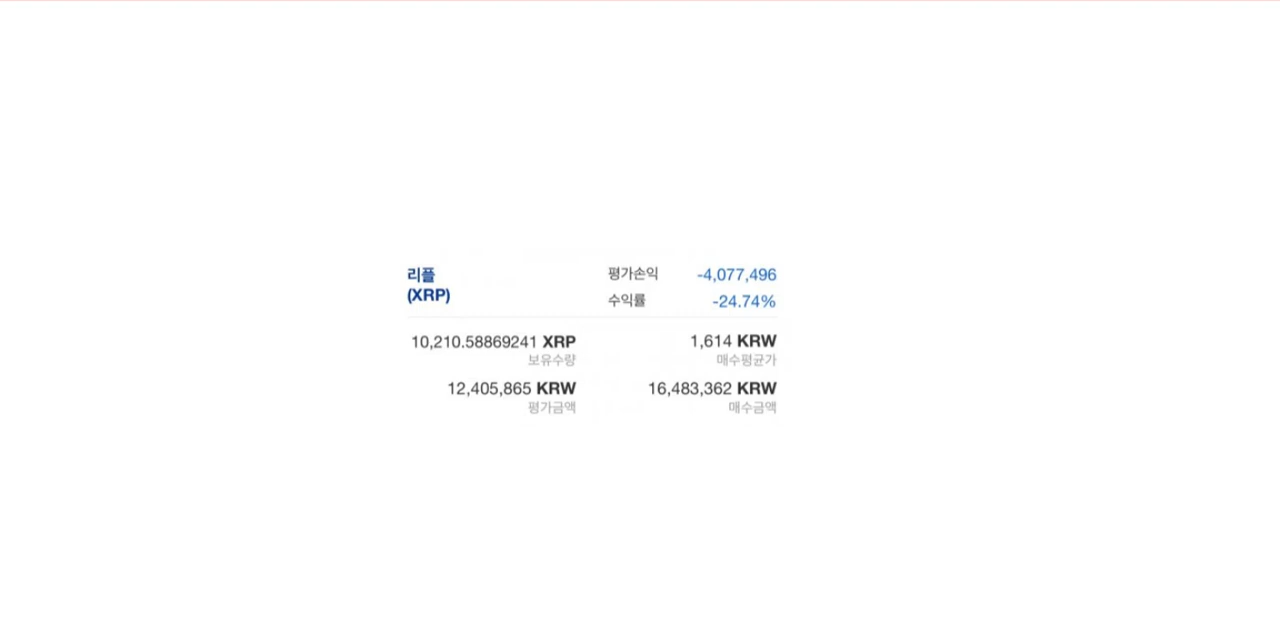 리플
(XRP)
평가손익 -4,077,496
수익률 -24.74%
10,210.58869241 XRP
보유수량
1,614 KRW
매수평균가
12,405,865 KRW
평가금액
16,483,362 KRW
매수금액